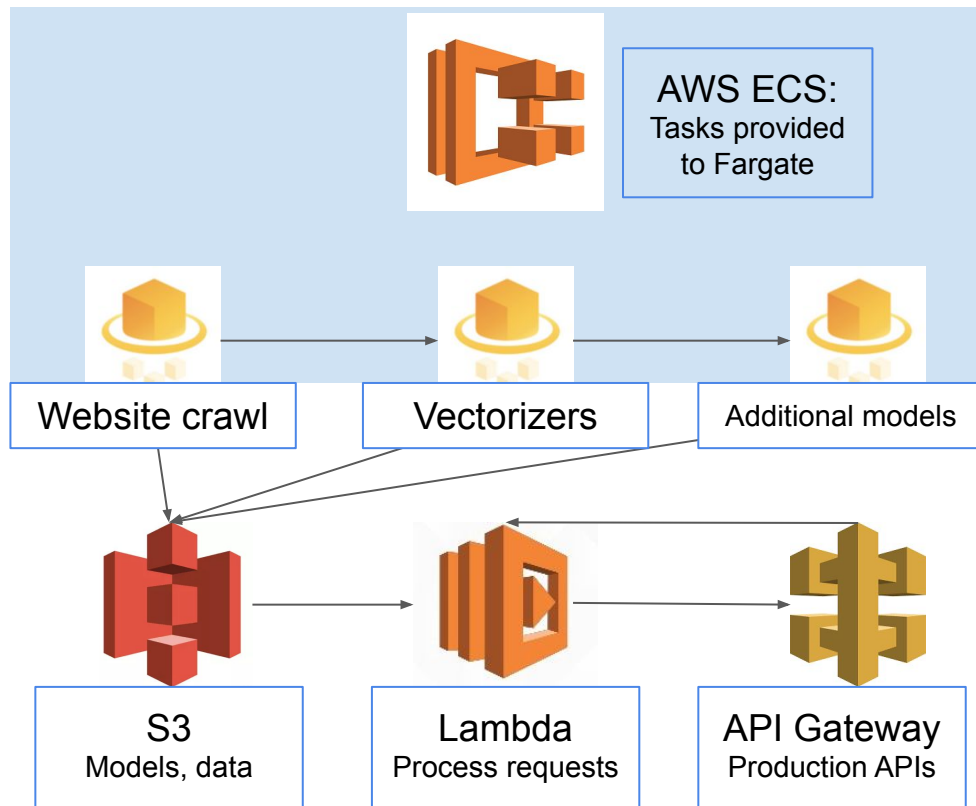 AWS ECS:
Tasks provided
to Fargate
Website crawl
Vectorizers
Additional models
S3
Models, data
Lambda
Process requests
API Gateway
Production APIs